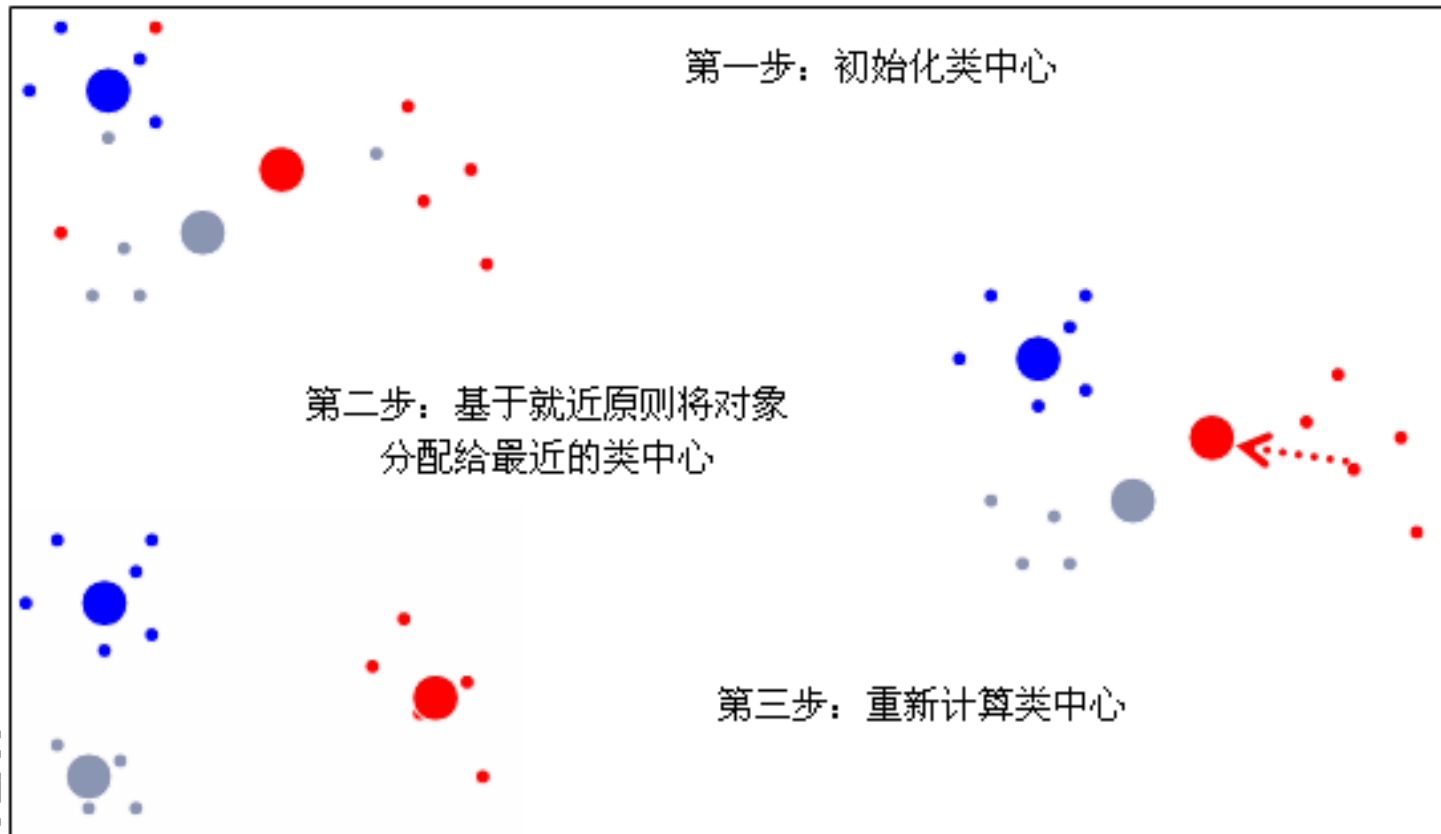 第一步：初始化类中心
第二步：基于就近原则将对象
分配给最近的类中心
第三步：重新计算类中心